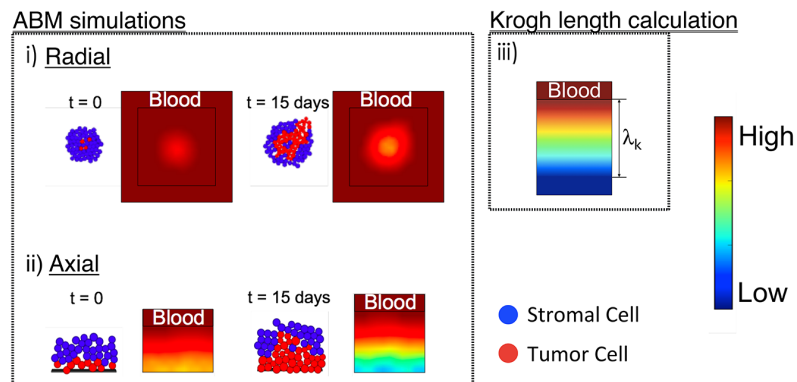 ABM simulations
Krogh length calculation
i) Radial
t = 0
Blood
t = 15 days
Blood
iii)
Blood
λk
High
Low
ii) Axial
t = 0
Blood
t = 15 days
Blood
Stromal Cell
Tumor Cell